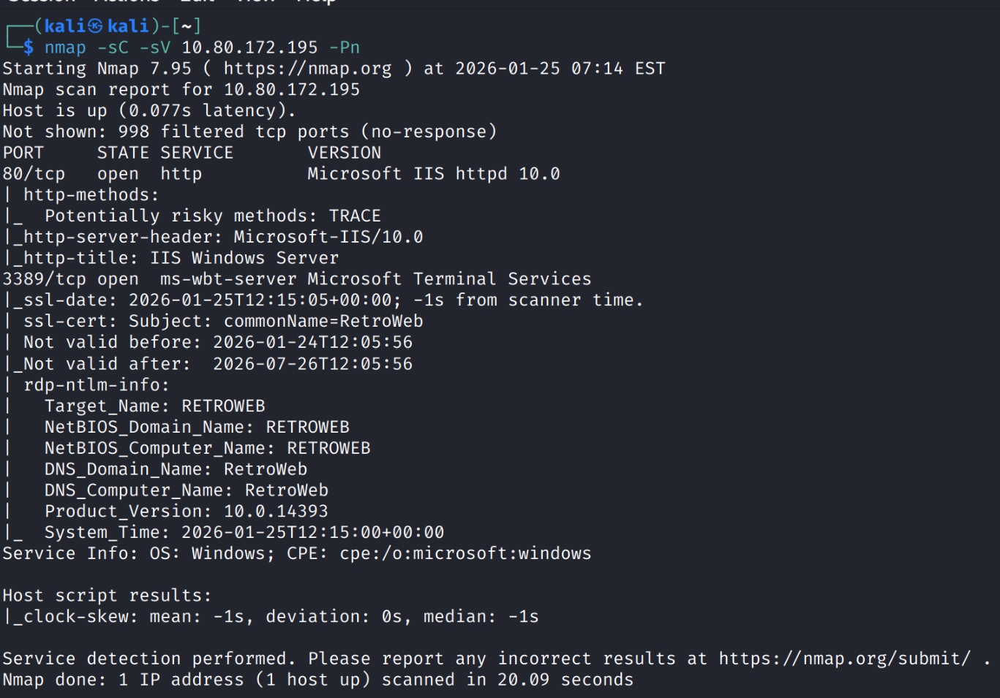 Session Actions Edit View Help
┌──(kali㉿kali)-[~]
└─$ nmap -sC -sV 10.80.172.195 -Pn
Starting Nmap 7.95 ( https://nmap.org ) at 2026-01-25 07:14 EST
Nmap scan report for 10.80.172.195
Host is up (0.077s latency).
Not shown: 998 filtered tcp ports (no-response)
PORT     STATE SERVICE       VERSION
80/tcp   open  http          Microsoft IIS httpd 10.0
| http-methods:
|_  Potentially risky methods: TRACE
|_http-server-header: Microsoft-IIS/10.0
|_http-title: IIS Windows Server
3389/tcp open  ms-wbt-server Microsoft Terminal Services
|_ssl-date: 2026-01-25T12:15:05+00:00; -1s from scanner time.
| ssl-cert: Subject: commonName=RetroWeb
| Not valid before: 2026-01-24T12:05:56
|_Not valid after:  2026-07-26T12:05:56
| rdp-ntlm-info:
|   Target_Name: RETROWEB
|   NetBIOS_Domain_Name: RETROWEB
|   NetBIOS_Computer_Name: RETROWEB
|   DNS_Domain_Name: RetroWeb
|   DNS_Computer_Name: RetroWeb
|   Product_Version: 10.0.14393
|_  System_Time: 2026-01-25T12:15:00+00:00
Service Info: OS: Windows; CPE: cpe:/o:microsoft:windows
Host script results:
|_clock-skew: mean: -1s, deviation: 0s, median: -1s
Service detection performed. Please report any incorrect results at https://nmap.org/submit/ .
Nmap done: 1 IP address (1 host up) scanned in 20.09 seconds